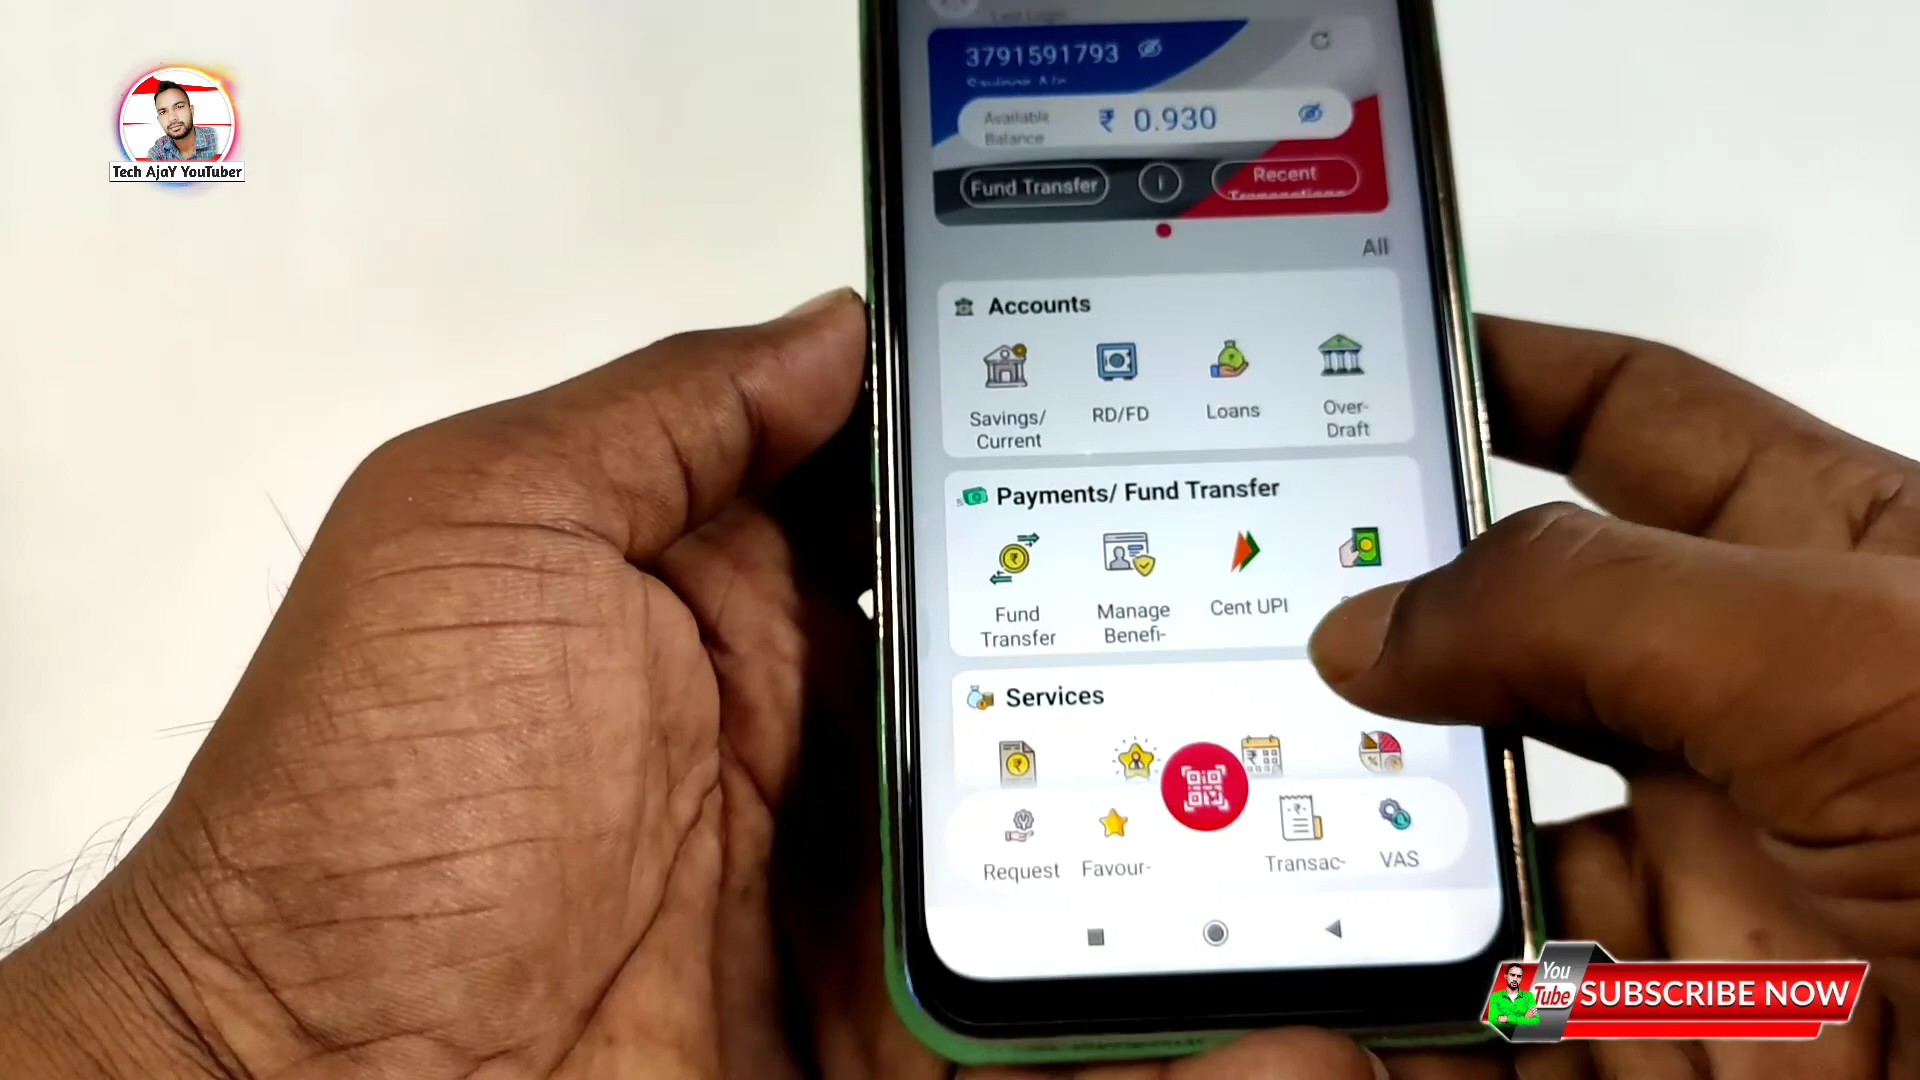 Tech AjaY YouTuber
3791591793
Savings A/c
Available
Balance
₹ 0.930
Fund Transfer
i
Recent
Transactions
All
Accounts
Savings/
Current
RD/FD
Loans
Over-
Draft
Payments/ Fund Transfer
Fund
Transfer
Manage
Benefi-
Cent UPI
Services
Request
Favour-
Transac-
VAS
You
Tube
SUBSCRIBE NOW